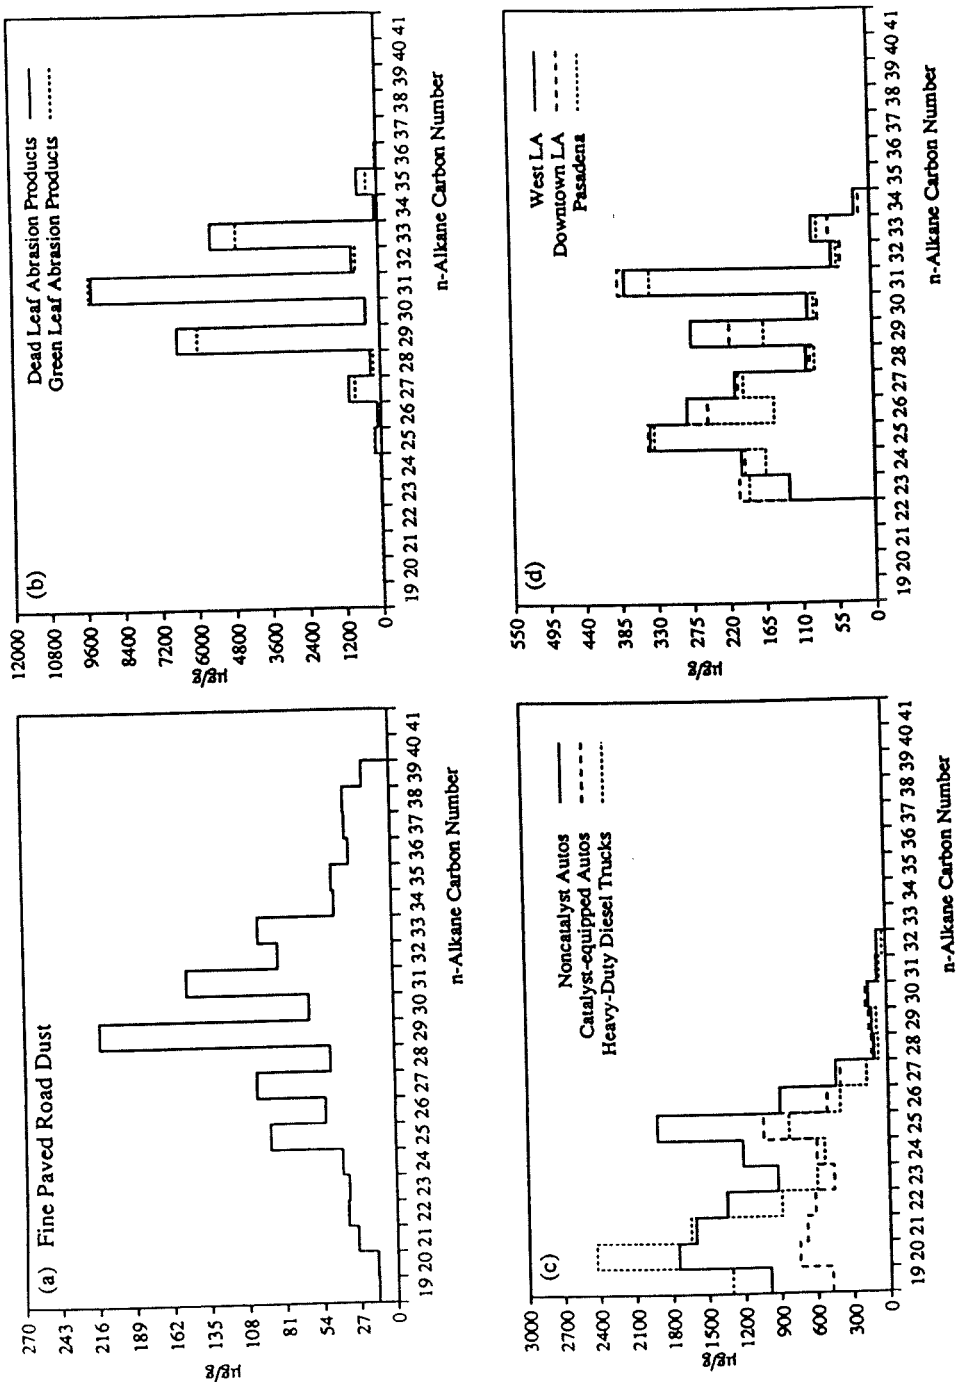 (a) Fine Paved Road Dust
270
243
216
189
162
135
108
81
54
27
0
µg/g
19 20 21 22 23 24 25 26 27 28 29 30 31 32 33 34 35 36 37 38 39 40 41
n-Alkane Carbon Number
(b)
Dead Leaf Abrasion Products
Green Leaf Abrasion Products
12000
10800
9600
8400
7200
6000
4800
3600
2400
1200
0
µg/g
19 20 21 22 23 24 25 26 27 28 29 30 31 32 33 34 35 36 37 38 39 40 41
n-Alkane Carbon Number
(c)
Noncatalyst Autos
Catalyst-equipped Autos
Heavy-Duty Diesel Trucks
3000
2700
2400
2100
1800
1500
1200
900
600
300
0
µg/g
19 20 21 22 23 24 25 26 27 28 29 30 31 32 33 34 35 36 37 38 39 40 41
n-Alkane Carbon Number
(d)
West LA
Downtown LA
Pasadena
550
495
440
385
330
275
220
165
110
55
0
µg/g
19 20 21 22 23 24 25 26 27 28 29 30 31 32 33 34 35 36 37 38 39 40 41
n-Alkane Carbon Number